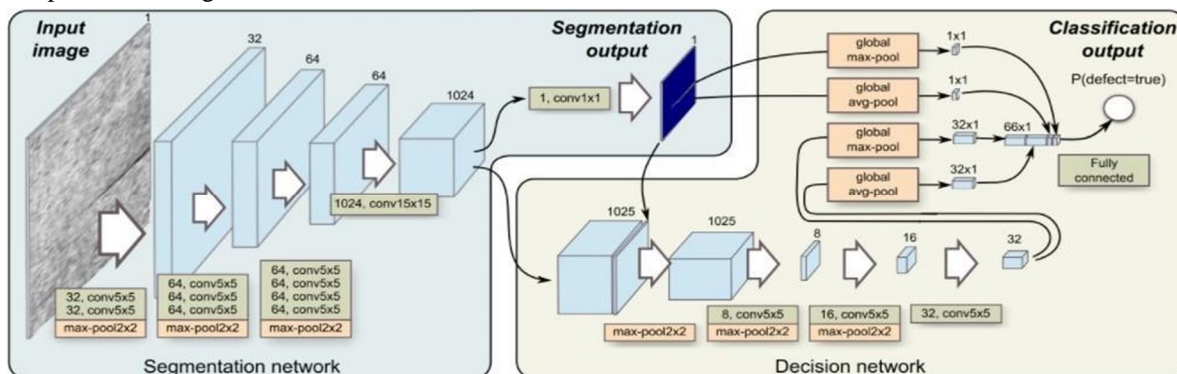 Input
image
1
32
64
64
1024
Segmentation
output
1
1, conv1x1
1024, conv15x15
32, conv5x5
32, conv5x5
max-pool2x2
64, conv5x5
64, conv5x5
64, conv5x5
max-pool2x2
64, conv5x5
64, conv5x5
64, conv5x5
64, conv5x5
max-pool2x2
Segmentation network
global
max-pool
1x1
global
avg-pool
1x1
global
max-pool
32x1
66x1
global
avg-pool
32x1
Classification
output
P(defect=true)
Fully
connected
1025
1025
8
16
32
max-pool2x2
8, conv5x5
max-pool2x2
16, conv5x5
max-pool2x2
32, conv5x5
Decision network